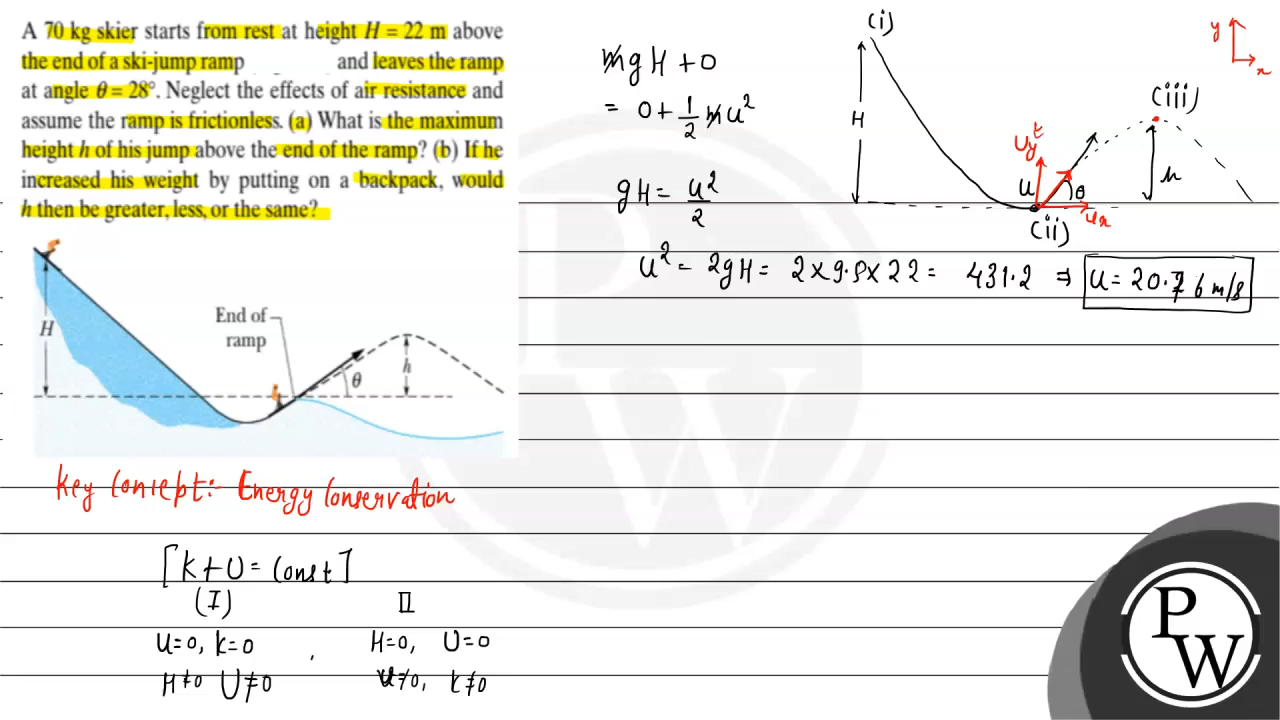 A 70 kg skier starts from rest at height H = 22 m above
the end of a ski-jump ramp and leaves the ramp
at angle θ = 28°. Neglect the effects of air resistance and
assume the ramp is frictionless. (a) What is the maximum
height h of his jump above the end of the ramp? (b) If he
increased his weight by putting on a backpack, would
h then be greater, less, or the same?
H
End of
ramp
θ
h
Key Concept:- Energy Conservation
[K+U = Const]
(I) II
u=0, K=0 , H=0, U=0
H≠0 U≠0 u≠0, K≠0
mgH + 0
= 0 + 1/2 mu²
gH = u²/2
u² = 2gH = 2×9.8×22 = 431.2 ⇒ u = 20.76 m/s
(i)
H
(iii)
uy
u
θ
ux
h
(ii)
y
x
P
W